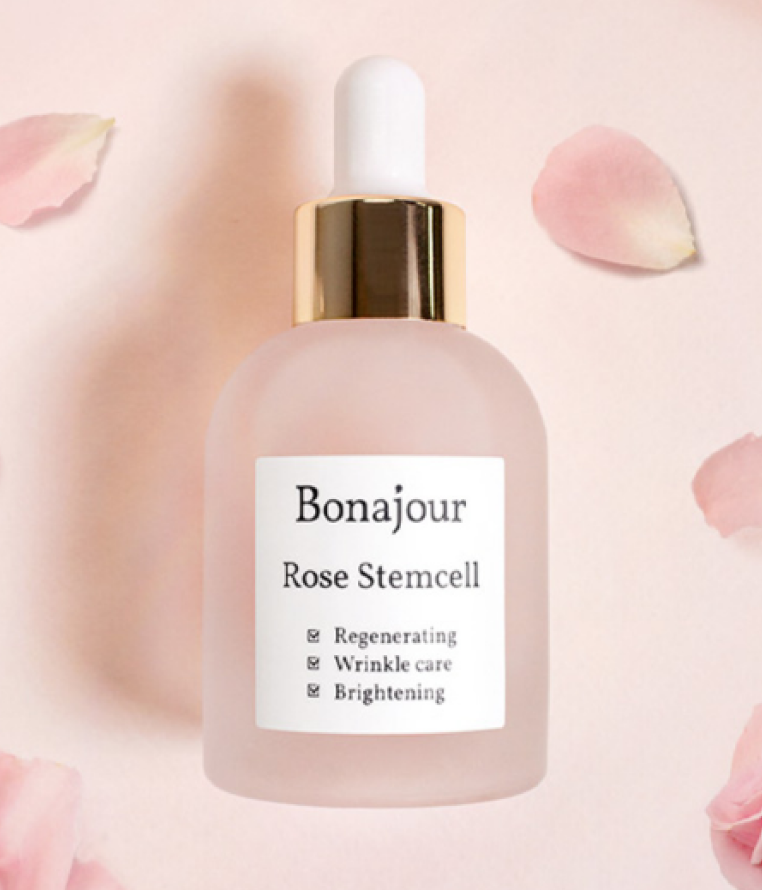 Bonajour
Rose Stemcell
☑ Regenerating
☑ Wrinkle care
☑ Brightening